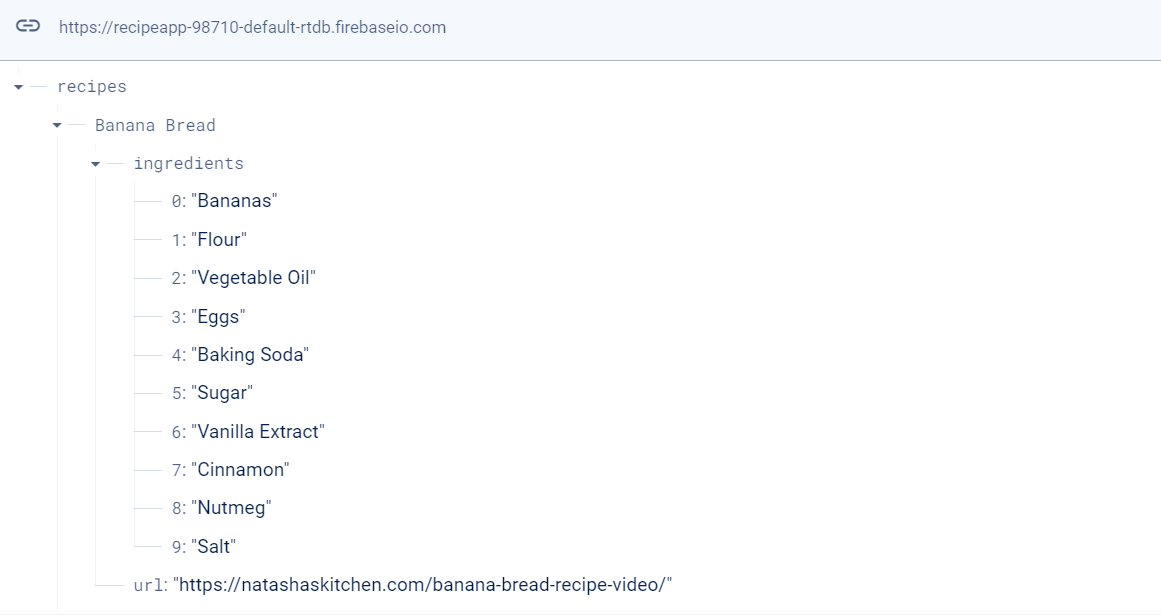 https://recipeapp-98710-default-rtdb.firebaseio.com
recipes
Banana Bread
ingredients
0: "Bananas"
1: "Flour"
2: "Vegetable Oil"
3: "Eggs"
4: "Baking Soda"
5: "Sugar"
6: "Vanilla Extract"
7: "Cinnamon"
8: "Nutmeg"
9: "Salt"
url: "https://natashaskitchen.com/banana-bread-recipe-video/"